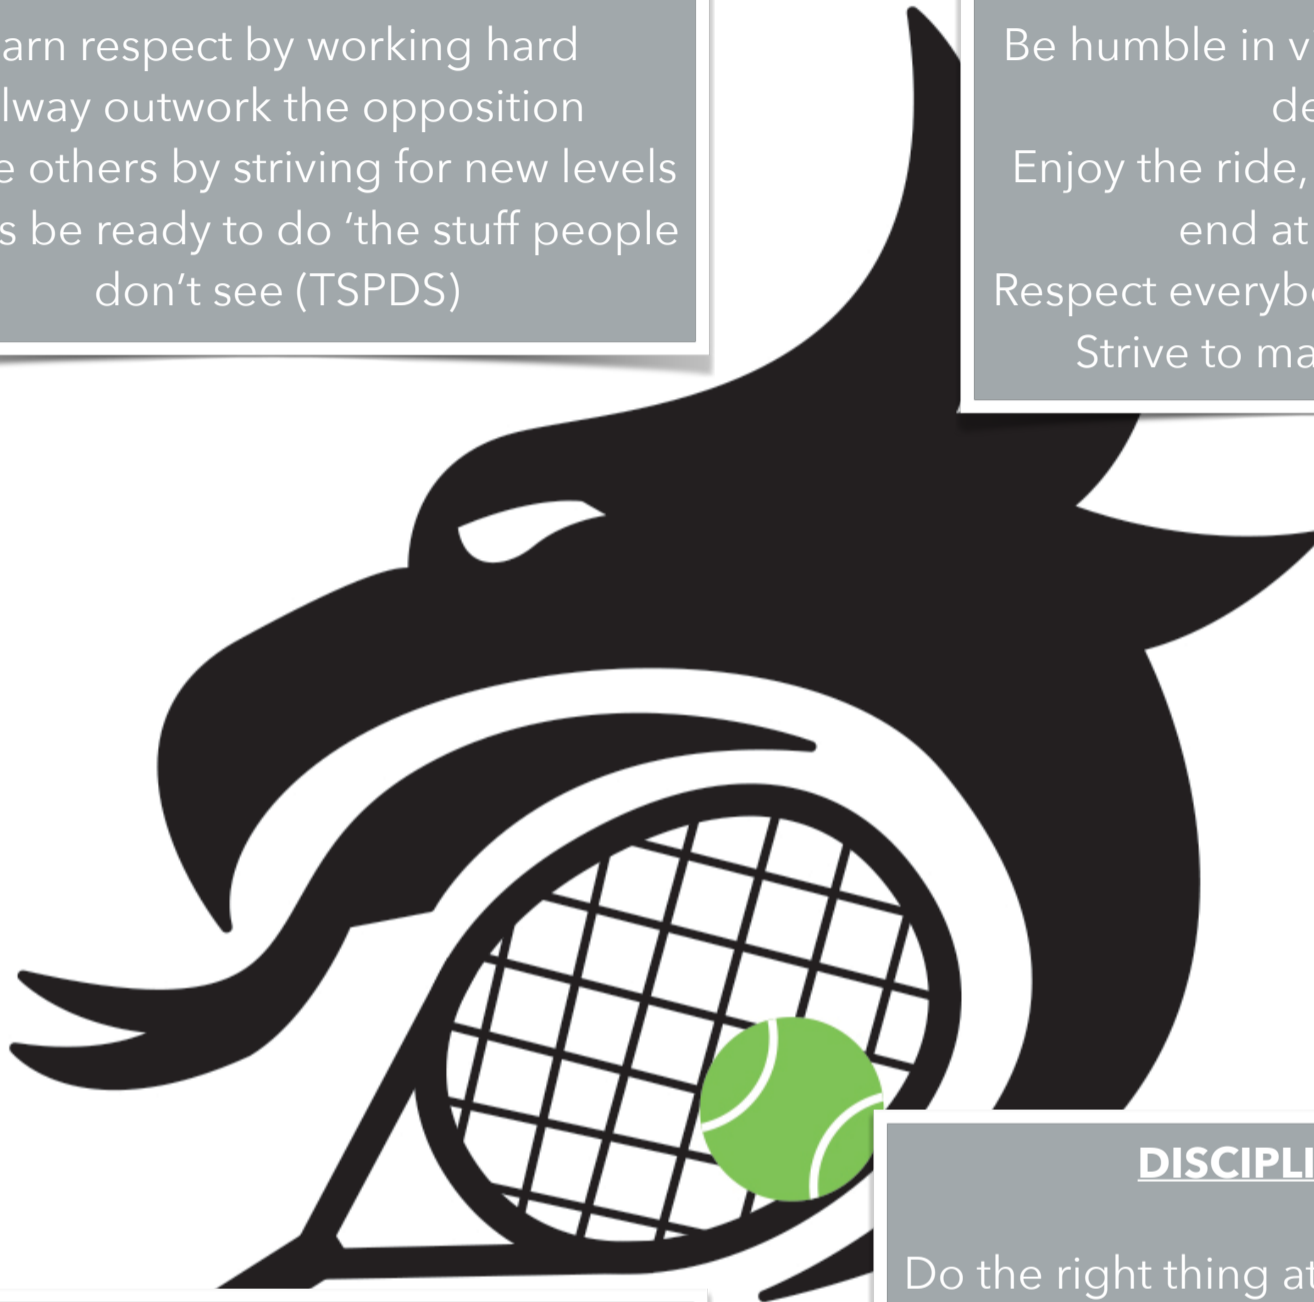 arn respect by working hard
lway outwork the opposition
e others by striving for new levels
s be ready to do ‘the stuff people
don’t see (TSPDS)
Be humble in v
de
Enjoy the ride,
end at
Respect everyb
Strive to ma
DISCIPLI
Do the right thing at